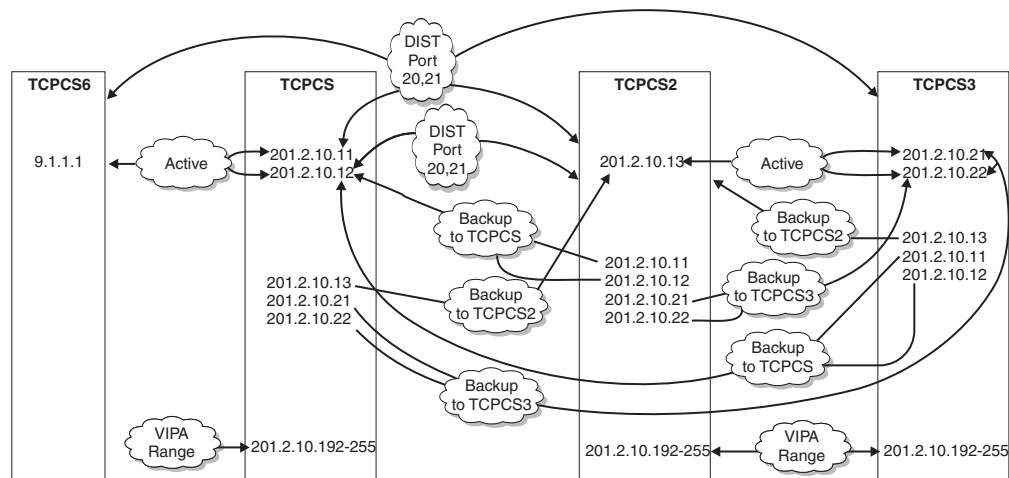 DIST
Port
20,21
TCPCS6
TCPCS
TCPCS2
TCPCS3
DIST
Port
20,21
9.1.1.1
Active
201.2.10.11
201.2.10.12
201.2.10.13
Active
201.2.10.21
201.2.10.22
Backup
to TCPCS
Backup
to TCPCS2
201.2.10.13
201.2.10.11
201.2.10.12
201.2.10.11
201.2.10.12
201.2.10.21
201.2.10.22
201.2.10.13
201.2.10.21
201.2.10.22
Backup
to TCPCS2
Backup
to TCPCS3
Backup
to TCPCS
Backup
to TCPCS3
VIPA
Range
201.2.10.192-255
201.2.10.192-255
VIPA
Range
201.2.10.192-255